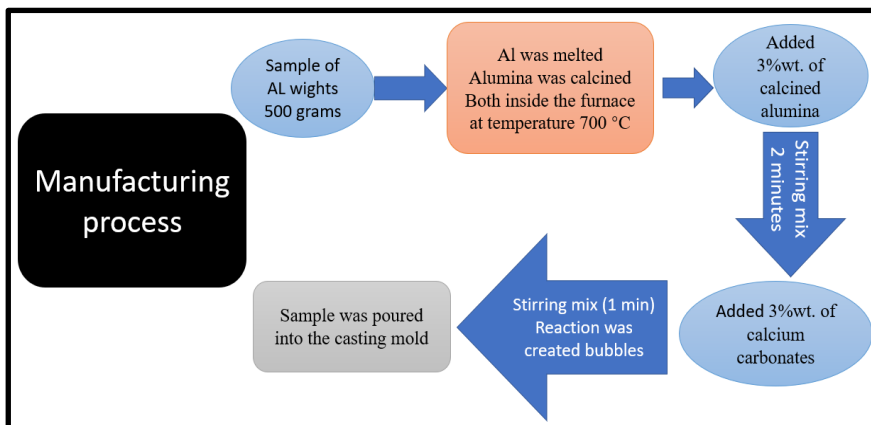 Manufacturing
process
Sample of
AL wights
500 grams
Al was melted
Alumina was calcined
Both inside the furnace
at temperature 700 °C
Added
3%wt. of
calcined
alumina
Stirring mix
2 minutes
Added 3%wt. of
calcium
carbonates
Stirring mix (1 min)
Reaction was
created bubbles
Sample was poured
into the casting mold